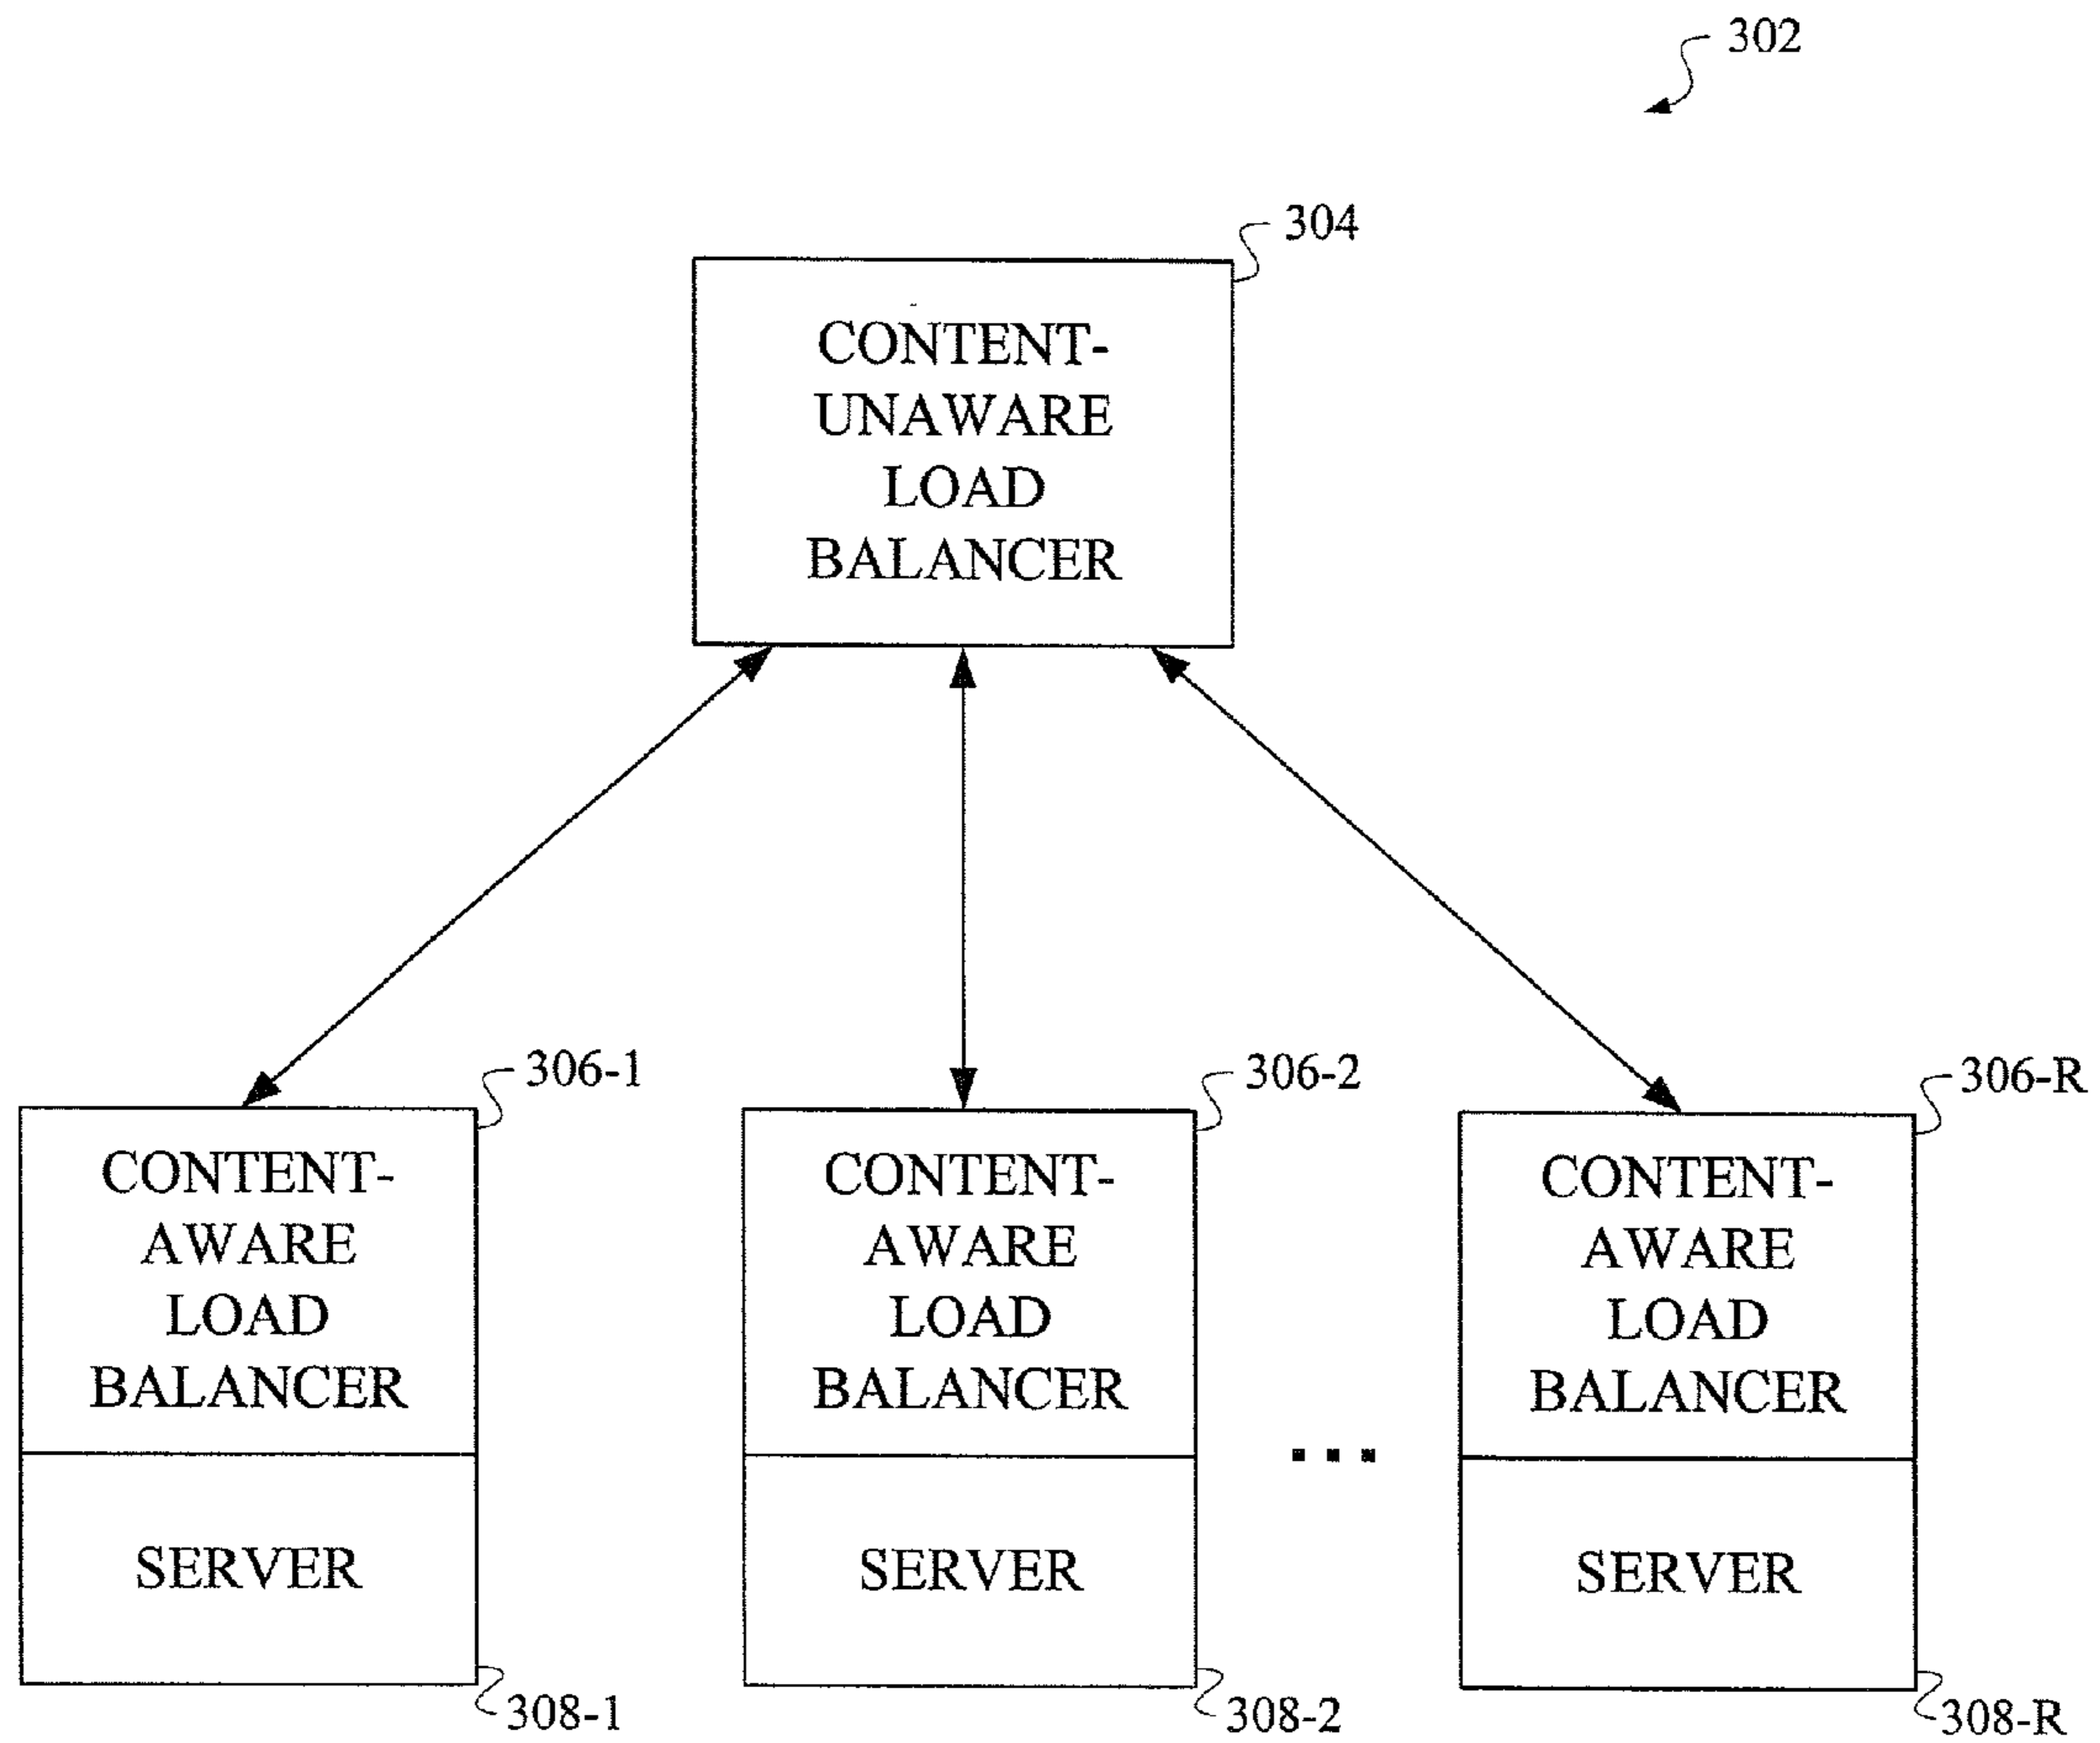 302
304
CONTENT-
UNAWARE
LOAD
BALANCER
306-1
CONTENT-
AWARE
LOAD
BALANCER
SERVER
308-1
306-2
CONTENT-
AWARE
LOAD
BALANCER
SERVER
308-2
...
306-R
CONTENT-
AWARE
LOAD
BALANCER
SERVER
308-R